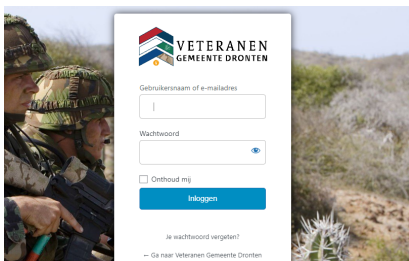 VETERANEN
GEMEENTE DRONTEN
Gebruikersnaam of e-mailadres
Wachtwoord
Onthoud mij
Inloggen
Je wachtwoord vergeten?
← Ga naar Veteranen Gemeente Dronten